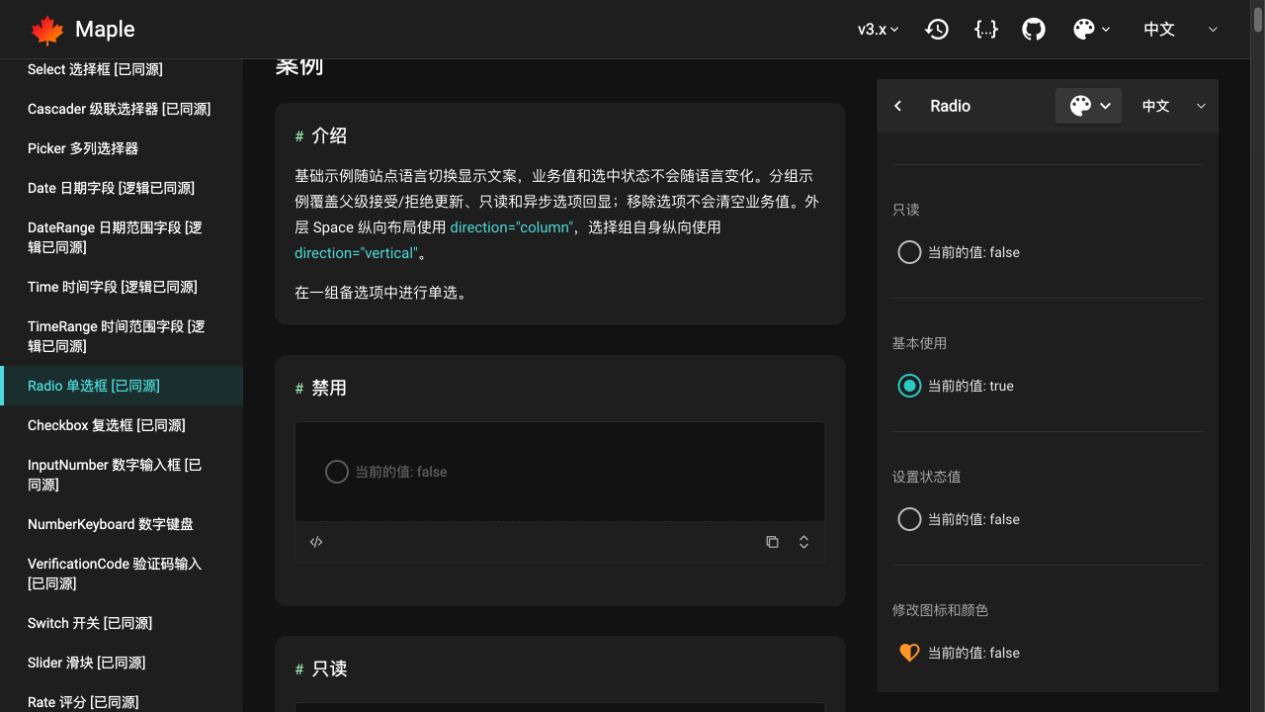 Maple
v3.x
中文
Select 选择框 [已同源]
Cascader 级联选择器 [已同源]
Picker 多列选择器
Date 日期字段 [逻辑已同源]
DateRange 日期范围字段 [逻
辑已同源]
Time 时间字段 [逻辑已同源]
TimeRange 时间范围字段 [逻
辑已同源]
Radio 单选框 [已同源]
Checkbox 复选框 [已同源]
InputNumber 数字输入框 [已
同源]
NumberKeyboard 数字键盘
VerificationCode 验证码输入
[已同源]
Switch 开关 [已同源]
Slider 滑块 [已同源]
Rate 评分 [已同源]
案例
# 介绍
基础示例随站点语言切换显示文案，业务值和选中状态不会随语言变化。分组示
例覆盖父级接受/拒绝更新、只读和异步选项回显；移除选项不会清空业务值。外
层 Space 纵向布局使用 direction="column"，选择组自身纵向使用
direction="vertical"。
在一组备选项中进行单选。
# 禁用
当前的值: false
# 只读
Radio
中文
只读
当前的值: false
基本使用
当前的值: true
设置状态值
当前的值: false
修改图标和颜色
当前的值: false